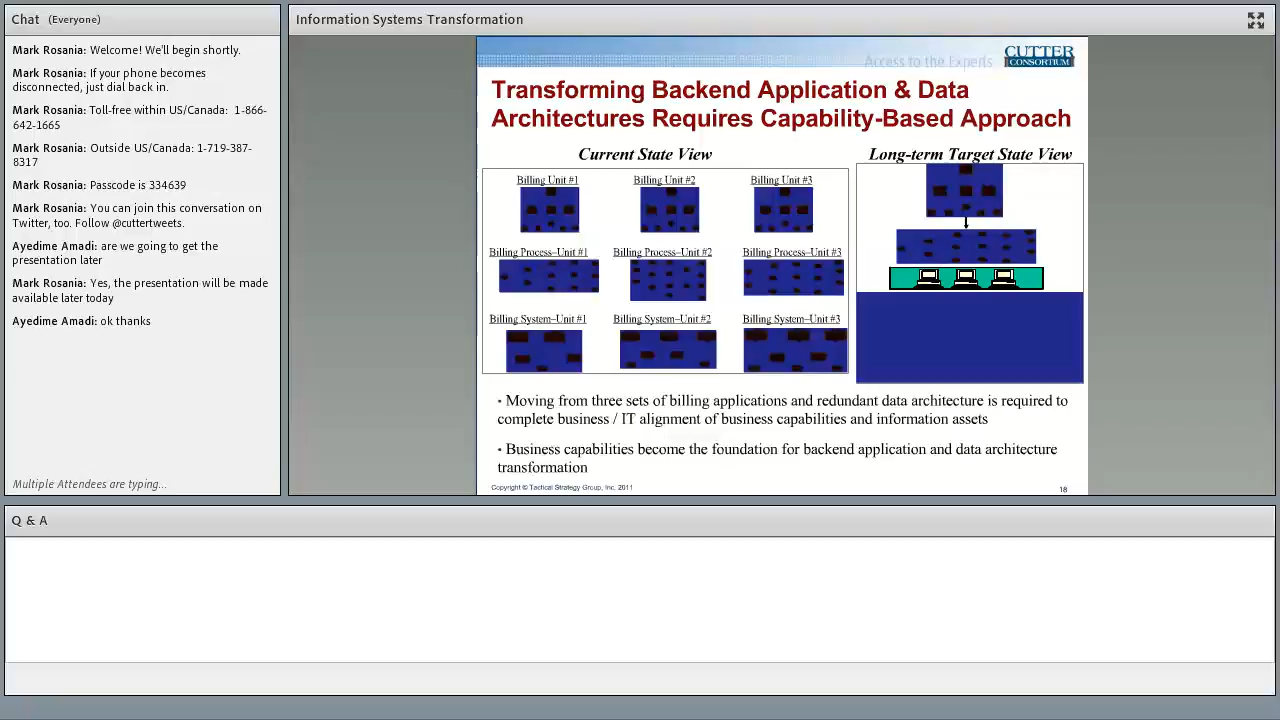 Chat (Everyone)
Mark Rosania: Welcome! We'll begin shortly.
Mark Rosania: If your phone becomes
disconnected, just dial back in.
Mark Rosania: Toll-free within US/Canada: 1-866-
642-1665
Mark Rosania: Outside US/Canada: 1-719-387-
8317
Mark Rosania: Passcode is 334639
Mark Rosania: You can join this conversation on
Twitter, too. Follow @cuttertweets.
Ayedime Amadi: are we going to get the
presentation later
Mark Rosania: Yes, the presentation will be made
available later today
Ayedime Amadi: ok thanks
Multiple Attendees are typing...
Information Systems Transformation
Access to the Experts
CUTTER
CONSORTIUM
Transforming Backend Application & Data
Architectures Requires Capability-Based Approach
Current State View
Long-term Target State View
Billing Unit #1 Billing Unit #2 Billing Unit #3
Billing Process–Unit #1 Billing Process–Unit #2 Billing Process–Unit #3
Billing System–Unit #1 Billing System–Unit #2 Billing System–Unit #3
▪ Moving from three sets of billing applications and redundant data architecture is required to
complete business / IT alignment of business capabilities and information assets
▪ Business capabilities become the foundation for backend application and data architecture
transformation
Copyright © Tactical Strategy Group, Inc. 2011
18
Q & A